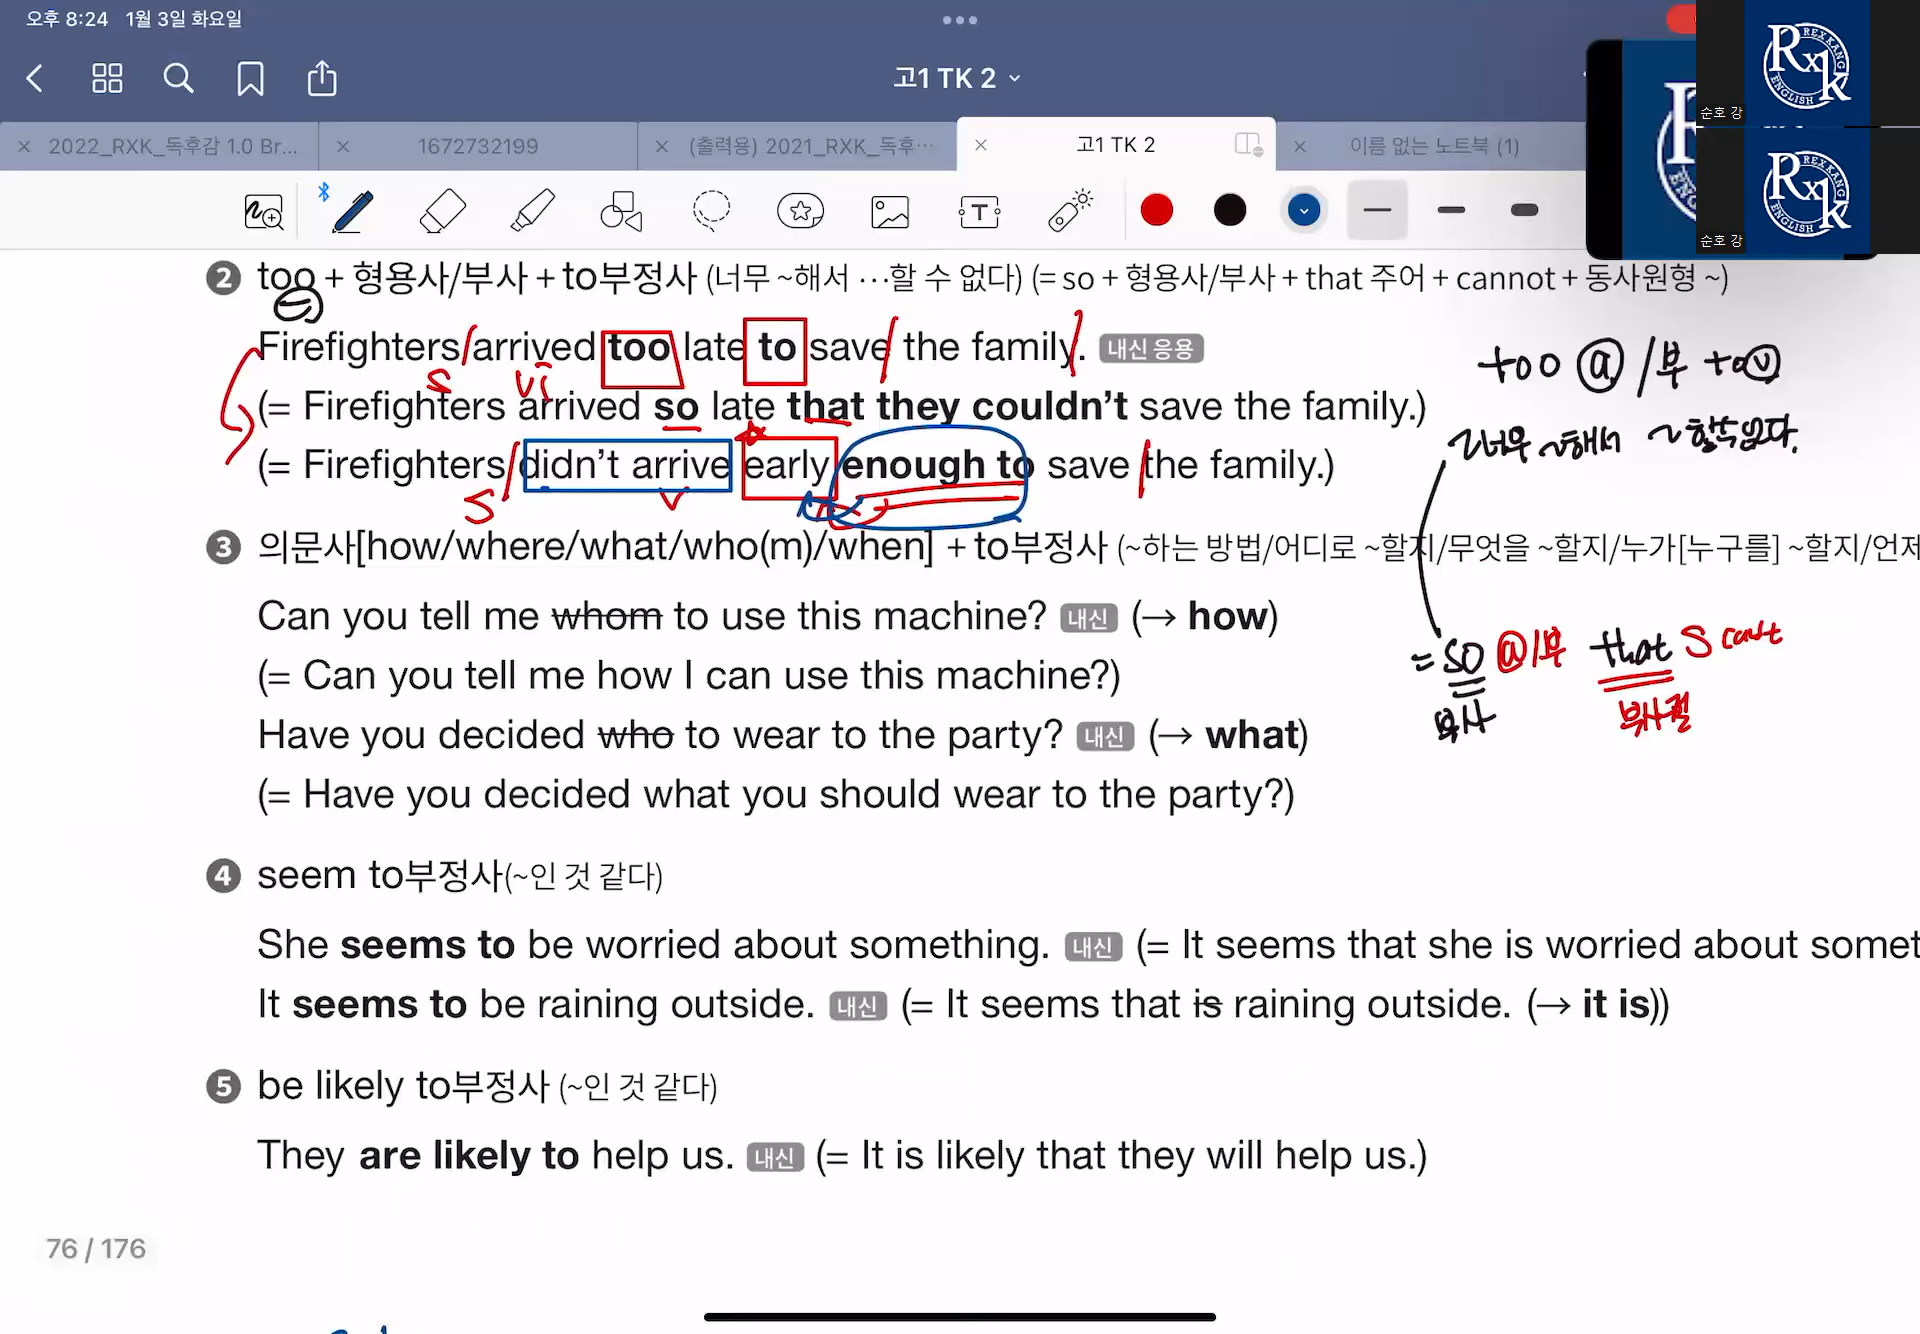 오후 8:24 1월 3일 화요일
고1 TK 2
2022_RXK_독후감 1.0 Br...
1672732199
(출력용) 2021_RXK_독후…
고1 TK 2
이름 없는 노트북 (1)
순호 강
순호 강
REX KANG
RxK
ENGLISH
❷ too + 형용사/부사 + to부정사 (너무 ~해서 …할 수 없다) (= so + 형용사/부사 + that 주어 + cannot + 동사원형 ~)
Firefighters/arrived too late to save/ the family/. 내신 응용
s vi
(= Firefighters arrived so late that they couldn't save the family.)
(= Firefighters/didn't arrive early enough to save /the family.)
S v
too ⓐ/부 to ⓥ
너무 ~해서 ~할수없다.
= so ⓐ/부 that S can't
부사 부사절
❸ 의문사[how/where/what/who(m)/when] + to부정사 (~하는 방법/어디로 ~할지/무엇을 ~할지/누가[누구를] ~할지/언제
Can you tell me whom to use this machine? 내신 (→ how)
(= Can you tell me how I can use this machine?)
Have you decided who to wear to the party? 내신 (→ what)
(= Have you decided what you should wear to the party?)
❹ seem to부정사(~인 것 같다)
She seems to be worried about something. 내신 (= It seems that she is worried about somet
It seems to be raining outside. 내신 (= It seems that is raining outside. (→ it is))
❺ be likely to부정사 (~인 것 같다)
They are likely to help us. 내신 (= It is likely that they will help us.)
76 / 176